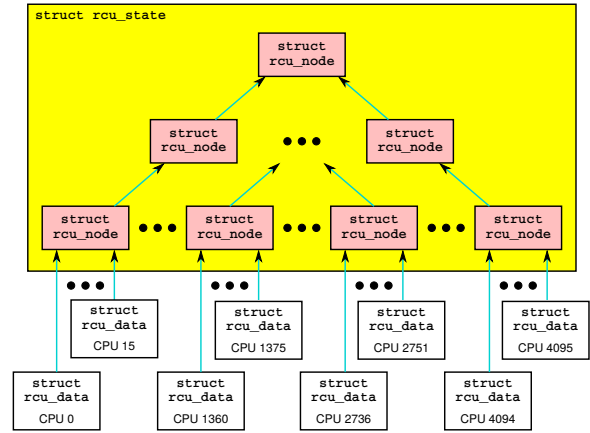 struct rcu_state
struct
rcu_node
struct
rcu_node
struct
rcu_node
struct
rcu_node
struct
rcu_node
struct
rcu_node
struct
rcu_node
struct
rcu_data
CPU 15
struct
rcu_data
CPU 1375
struct
rcu_data
CPU 2751
struct
rcu_data
CPU 4095
struct
rcu_data
CPU 0
struct
rcu_data
CPU 1360
struct
rcu_data
CPU 2736
struct
rcu_data
CPU 4094